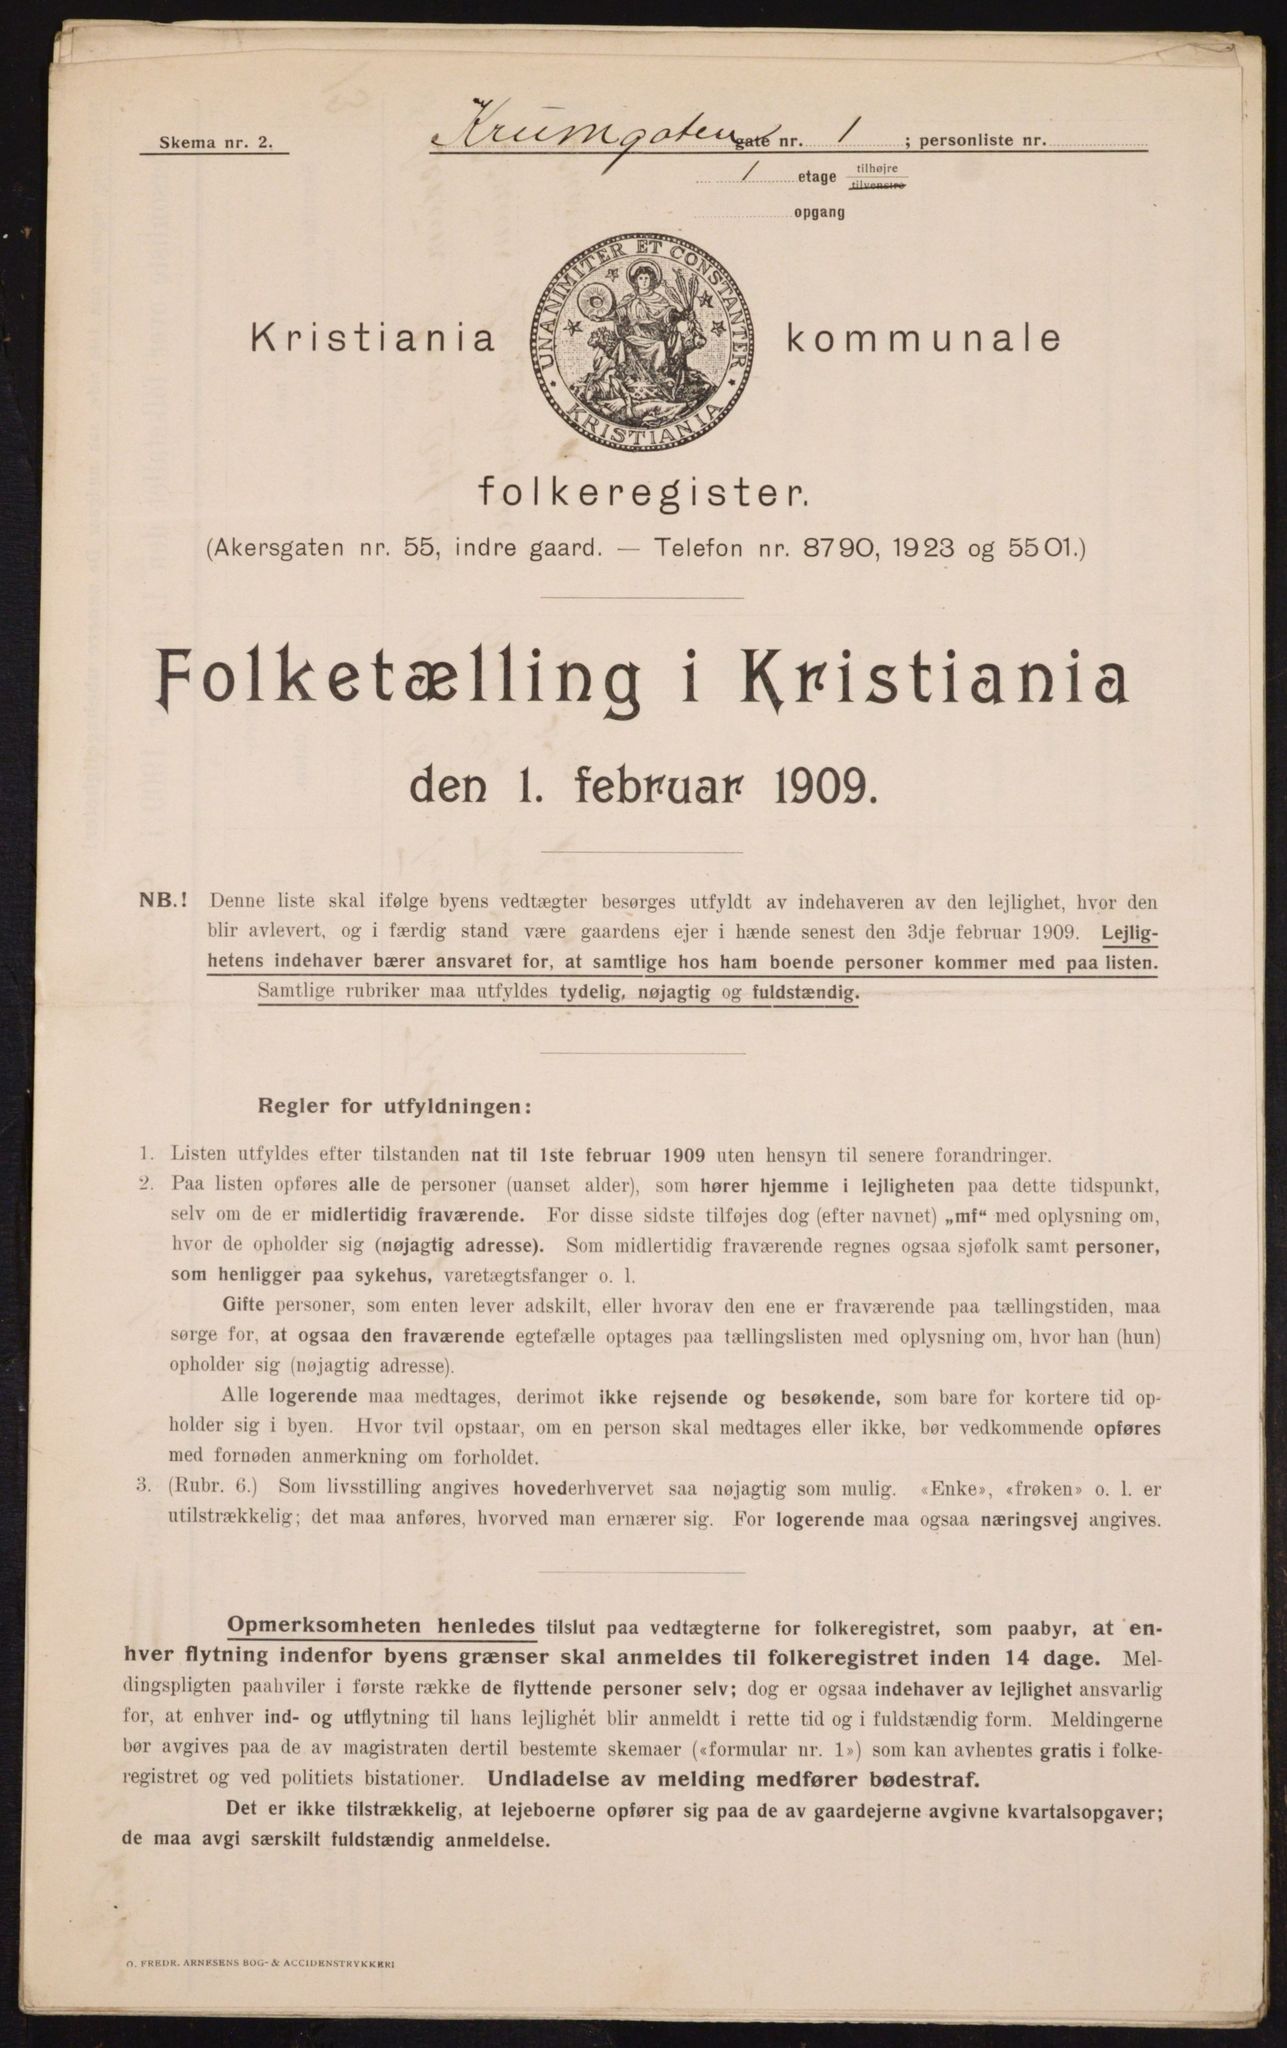 Skema nr. 2.
Krumgaten gate nr. 1 ; personliste nr.
1 etage tilhøjre
tilvenstre
opgang
UNANIMITER ET CONSTANTER
KRISTIANIA
Kristiania kommunale
folkeregister.
(Akersgaten nr. 55, indre gaard. — Telefon nr. 8790, 1923 og 5501.)
Folketælling i Kristiania
den 1. februar 1909.
NB.! Denne liste skal ifølge byens vedtægter besørges utfyldt av indehaveren av den lejlighet, hvor den
blir avlevert, og i færdig stand være gaardens ejer i hænde senest den 3dje februar 1909. Lejlig-
hetens indehaver bærer ansvaret for, at samtlige hos ham boende personer kommer med paa listen.
Samtlige rubriker maa utfyldes tydelig, nøjagtig og fuldstændig.
Regler for utfyldningen:
1. Listen utfyldes efter tilstanden nat til 1ste februar 1909 uten hensyn til senere forandringer.
2. Paa listen opføres alle de personer (uanset alder), som hører hjemme i lejligheten paa dette tidspunkt,
selv om de er midlertidig fraværende. For disse sidste tilføjes dog (efter navnet) „mf“ med oplysning om,
hvor de opholder sig (nøjagtig adresse). Som midlertidig fraværende regnes ogsaa sjøfolk samt personer,
som henligger paa sykehus, varetægtsfanger o. l.
Gifte personer, som enten lever adskilt, eller hvorav den ene er fraværende paa tællingstiden, maa
sørge for, at ogsaa den fraværende egtefælle optages paa tællingslisten med oplysning om, hvor han (hun)
opholder sig (nøjagtig adresse).
Alle logerende maa medtages, derimot ikke rejsende og besøkende, som bare for kortere tid op-
holder sig i byen. Hvor tvil opstaar, om en person skal medtages eller ikke, bør vedkommende opføres
med fornøden anmerkning om forholdet.
3. (Rubr. 6.) Som livsstilling angives hovederhvervet saa nøjagtig som mulig. «Enke», «frøken» o. l. er
utilstrækkelig; det maa anføres, hvorved man ernærer sig. For logerende maa ogsaa næringsvej angives.
Opmerksomheten henledes tilslut paa vedtægterne for folkeregistret, som paabyr, at en-
hver flytning indenfor byens grænser skal anmeldes til folkeregistret inden 14 dage. Mel-
dingspligten paahviler i første række de flyttende personer selv; dog er ogsaa indehaver av lejlighet ansvarlig
for, at enhver ind- og utflytning til hans lejlighét blir anmeldt i rette tid og i fuldstændig form. Meldingerne
bør avgives paa de av magistraten dertil bestemte skemaer («formular nr. 1») som kan avhentes gratis i folke-
registret og ved politiets bistationer. Undladelse av melding medfører bødestraf.
Det er ikke tilstrækkelig, at lejeboerne opfører sig paa de av gaardejerne avgivne kvartalsopgaver;
de maa avgi særskilt fuldstændig anmeldelse.
O. FREDR. ARNESENS BOG- & ACCIDENSTRYKKERI